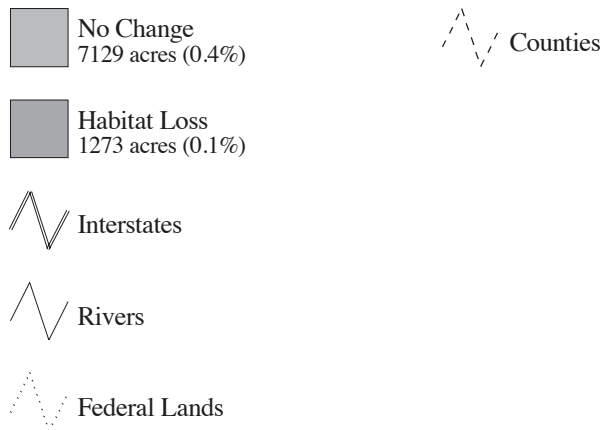 No Change
7129 acres (0.4%)
Habitat Loss
1273 acres (0.1%)
Interstates
Rivers
Federal Lands
Counties